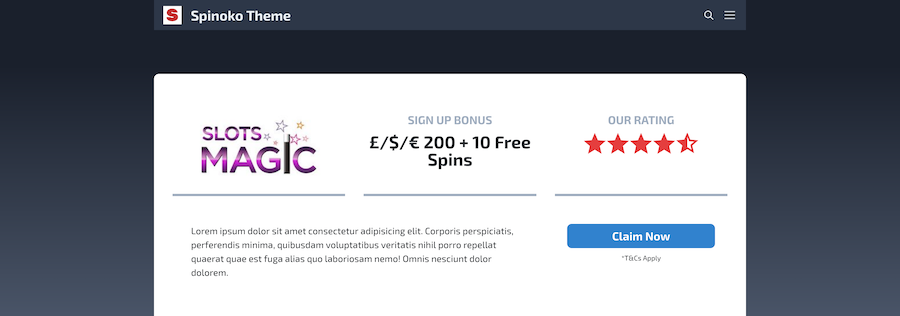 S Spinoko Theme
SLOTS
MAGIC
SIGN UP BONUS
£/$/€ 200 + 10 Free
Spins
OUR RATING
Lorem ipsum dolor sit amet consectetur adipisicing elit. Corporis perspiciatis,
perferendis minima, quibusdam voluptatibus veritatis nihil porro repellat
quaerat quae est fuga alias quo laboriosam nemo! Omnis nesciunt dolor
dolorem.
Claim Now
*T&Cs Apply